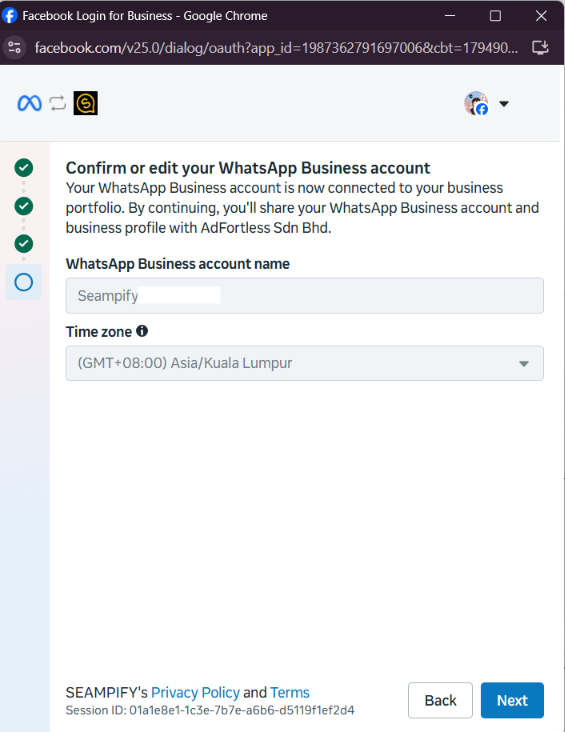 Facebook Login for Business - Google Chrome
facebook.com/v25.0/dialog/oauth?app_id=1987362791697006&cbt=179490...
Confirm or edit your WhatsApp Business account
Your WhatsApp Business account is now connected to your business
portfolio. By continuing, you'll share your WhatsApp Business account and
business profile with AdFortless Sdn Bhd.
WhatsApp Business account name
Seampify
Time zone
(GMT+08:00) Asia/Kuala Lumpur
SEAMPIFY's Privacy Policy and Terms
Session ID: 01a1e8e1-1c3e-7b7e-a6b6-d5119f1ef2d4
Back
Next